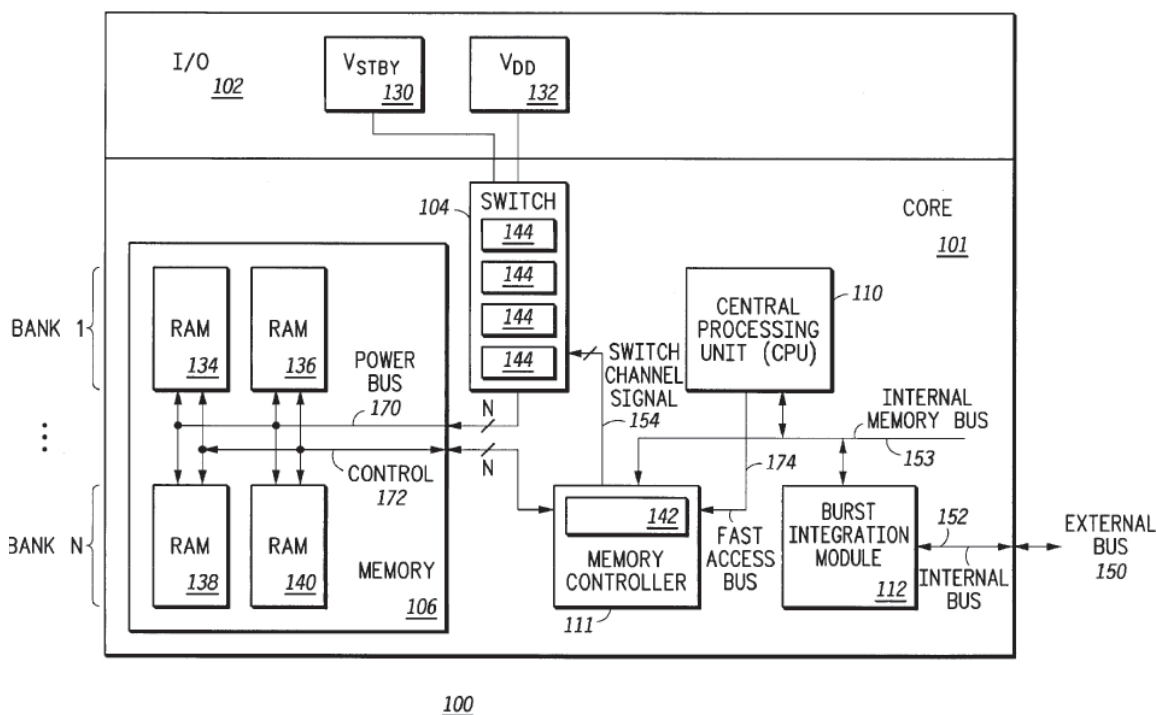 I/O
102
VSTBY
130
VDD
132
SWITCH
104
144
144
144
144
CORE
101
BANK 1
RAM
134
RAM
136
POWER
BUS
170
N
N
CONTROL
172
SWITCH
CHANNEL
SIGNAL
154
CENTRAL
PROCESSING
UNIT (CPU)
110
INTERNAL
MEMORY BUS
153
174
BANK N
RAM
138
RAM
140
MEMORY
106
142
MEMORY
CONTROLLER
111
FAST
ACCESS
BUS
BURST
INTEGRATION
MODULE
112
152
INTERNAL
BUS
EXTERNAL
BUS
150
100